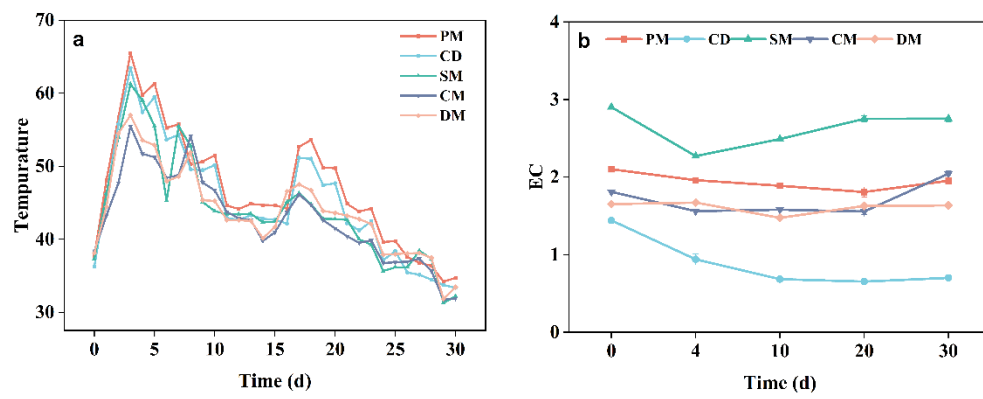 a
PM
CD
SM
CM
DM
Tempurature
70
60
50
40
30
0 5 10 15 20 25 30
Time (d)
b
PM CD SM CM DM
EC
4
3
2
1
0
0 4 10 20 30
Time (d)